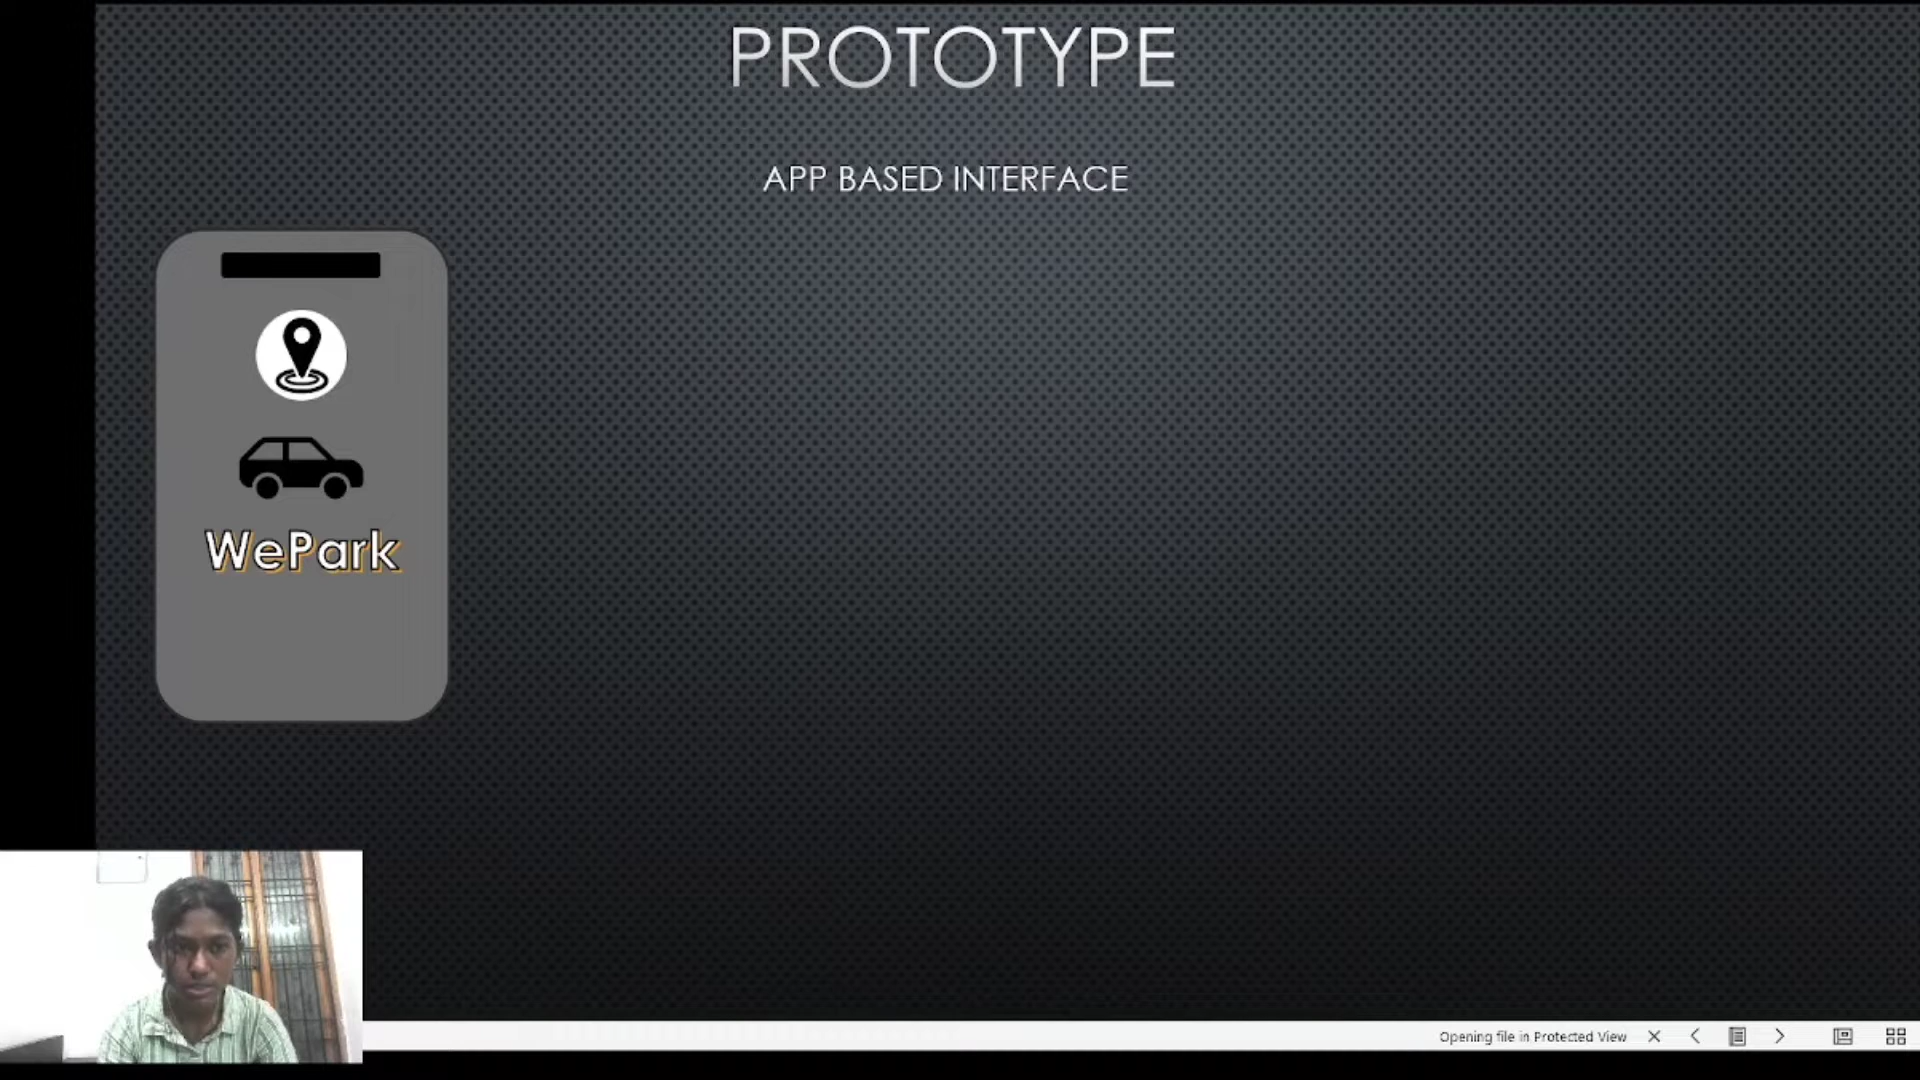 PROTOTYPE
APP BASED INTERFACE
WePark
Opening file in Protected View